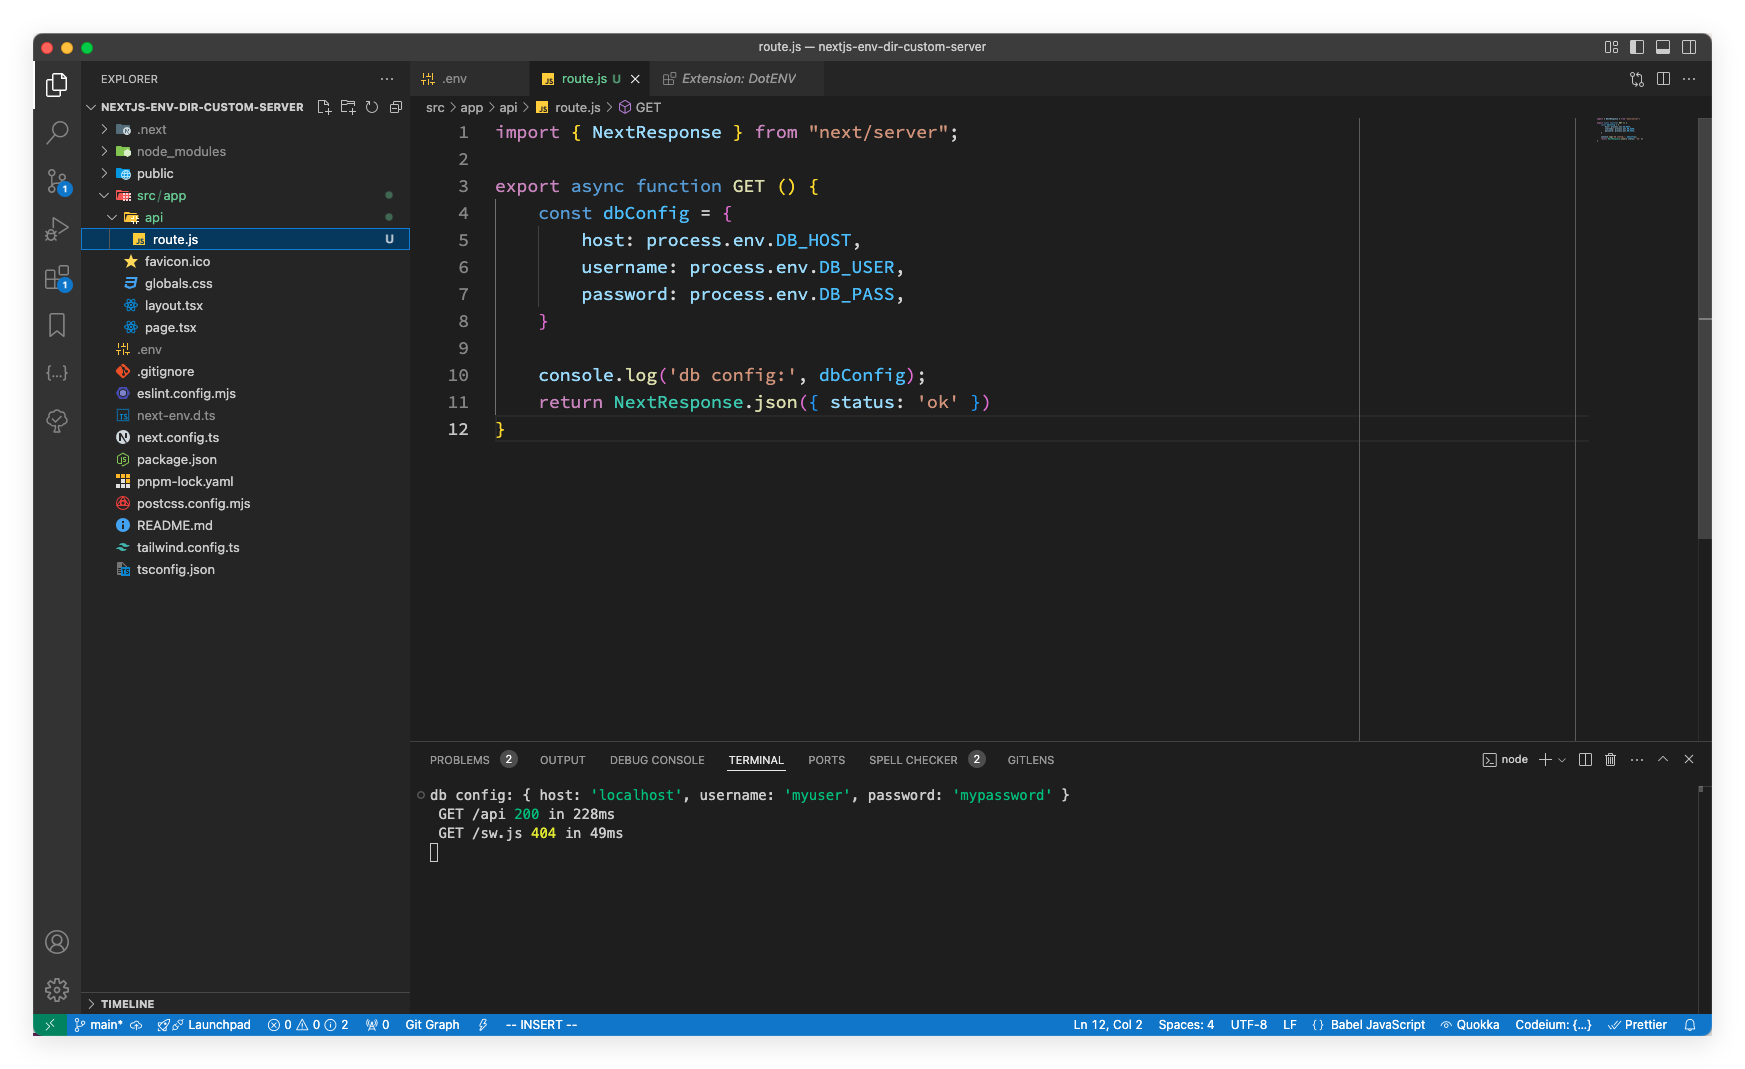 route.js — nextjs-env-dir-custom-server
EXPLORER
NEXTJS-ENV-DIR-CUSTOM-SERVER
.next
node_modules
public
src/app
api
route.js U
favicon.ico
globals.css
layout.tsx
page.tsx
.env
.gitignore
eslint.config.mjs
next-env.d.ts
next.config.ts
package.json
pnpm-lock.yaml
postcss.config.mjs
README.md
tailwind.config.ts
tsconfig.json
TIMELINE
1
1
.env
route.js U
Extension: DotENV
src > app > api > route.js > GET
1 import { NextResponse } from "next/server";
2
3 export async function GET () {
4 const dbConfig = {
5 host: process.env.DB_HOST,
6 username: process.env.DB_USER,
7 password: process.env.DB_PASS,
8 }
9
10 console.log('db config:', dbConfig);
11 return NextResponse.json({ status: 'ok' })
12 }
PROBLEMS 2 OUTPUT DEBUG CONSOLE TERMINAL PORTS SPELL CHECKER 2 GITLENS
node
db config: { host: 'localhost', username: 'myuser', password: 'mypassword' }
GET /api 200 in 228ms
GET /sw.js 404 in 49ms
main* Launchpad 0 0 2 0 Git Graph -- INSERT -- Ln 12, Col 2 Spaces: 4 UTF-8 LF { } Babel JavaScript Quokka Codeium: {...} Prettier